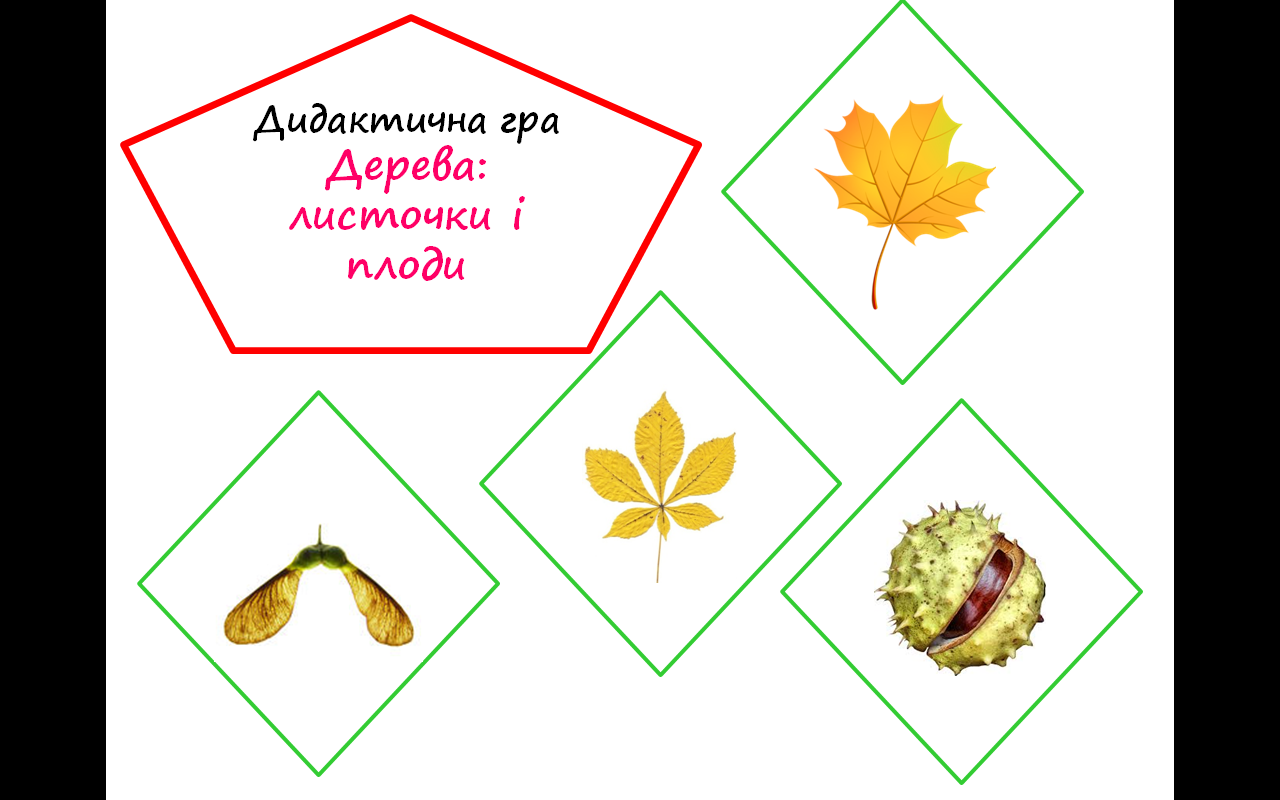 Дидактична гра
Дерева:
листочки і
плоди